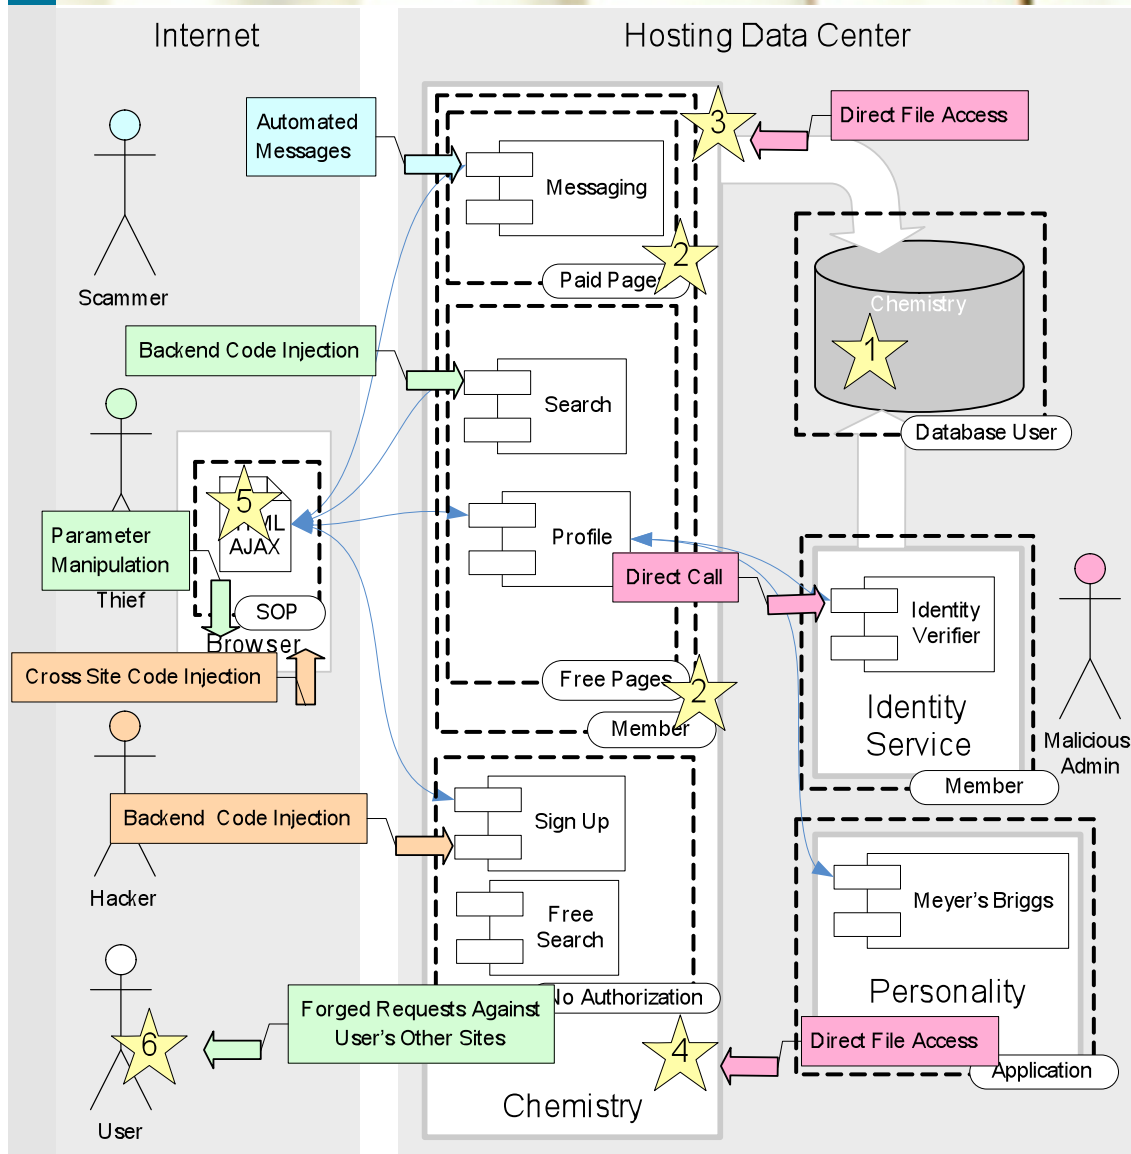 Internet
Hosting Data Center
Automated
Messages
3
Direct File Access
Messaging
2
Paid Pages
Scammer
Chemistry
1
Backend Code Injection
Search
Database User
5
HTML
AJAX
Profile
Parameter
Manipulation
Thief
SOP
Browser
Direct Call
Identity
Verifier
Cross Site Code Injection
Free Pages
2
Member
Identity
Service
Malicious
Admin
Member
Backend Code Injection
Sign Up
Hacker
Free
Search
Meyer's Briggs
No Authorization
Personality
Forged Requests Against
User's Other Sites
6
4
Direct File Access
Application
Chemistry
User